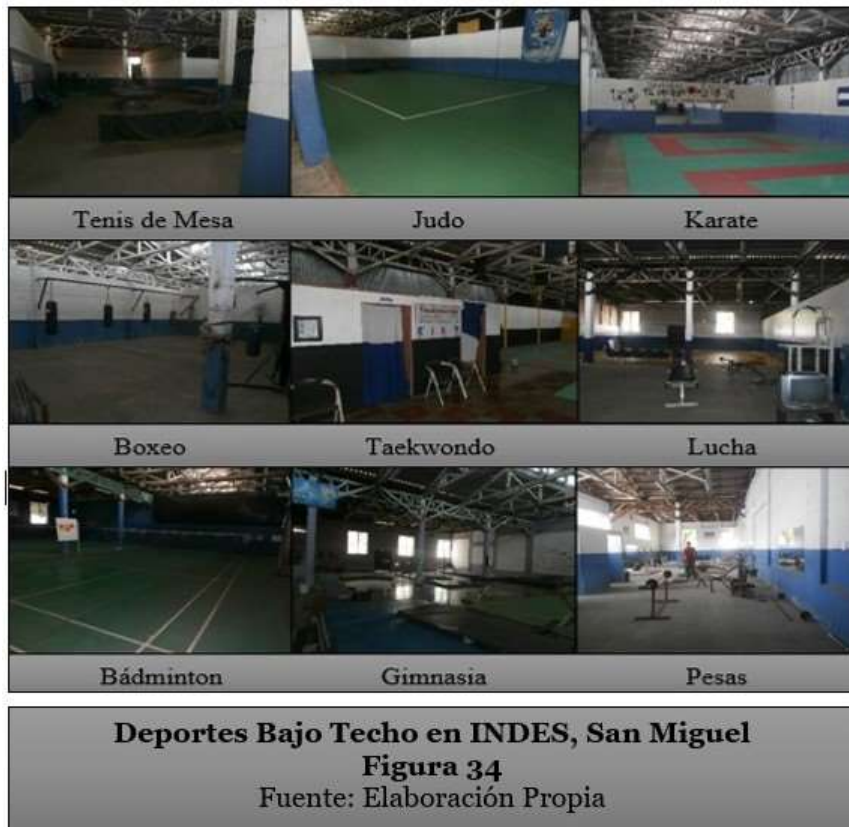 Tenis de Mesa
Judo
Karate
Boxeo
Taekwondo
Lucha
Bádminton
Gimnasia
Pesas
Deportes Bajo Techo en INDES, San Miguel
Figura 34
Fuente: Elaboración Propia